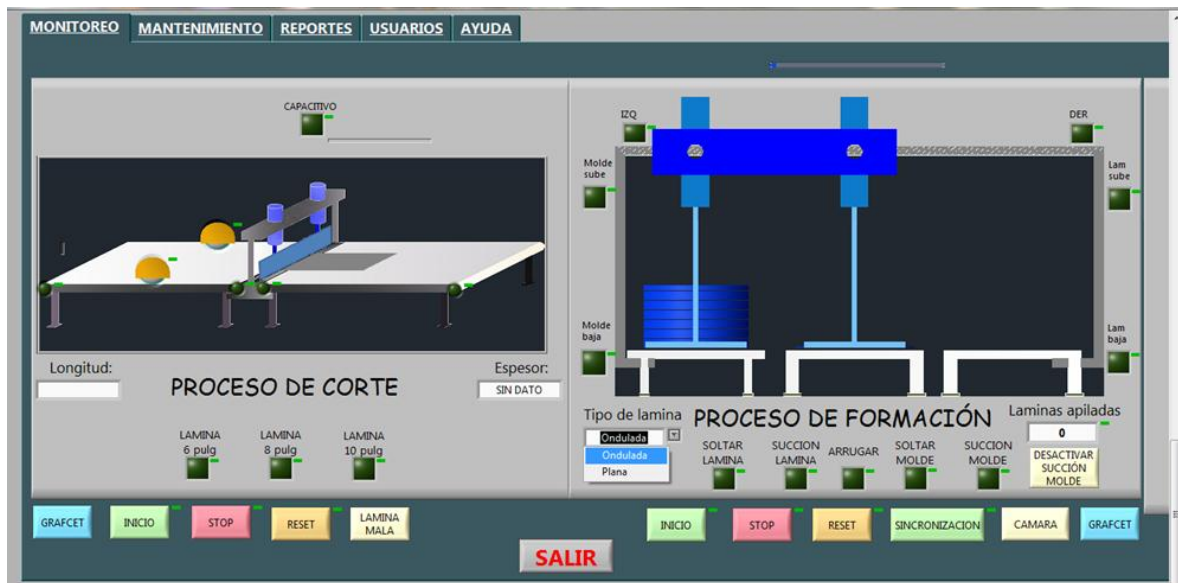 MONITOREO
MANTENIMIENTO
REPORTES
USUARIOS
AYUDA
CAPACITIVO
Longitud:
PROCESO DE CORTE
Espesor:
SIN DATO
LAMINA
6 pulg
LAMINA
8 pulg
LAMINA
10 pulg
GRAFCET
INICIO
STOP
RESET
LAMINA
MALA
IZQ
DER
Molde
sube
Lam
sube
Molde
baja
Lam
baja
Tipo de lamina
PROCESO DE FORMACIÓN
Laminas apiladas
Ondulada
Ondulada
Plana
0
SOLTAR
LAMINA
SUCCION
LAMINA
ARRUGAR
SOLTAR
MOLDE
SUCCION
MOLDE
DESACTIVAR
SUCCIÓN
MOLDE
INICIO
STOP
RESET
SINCRONIZACION
CAMARA
GRAFCET
SALIR